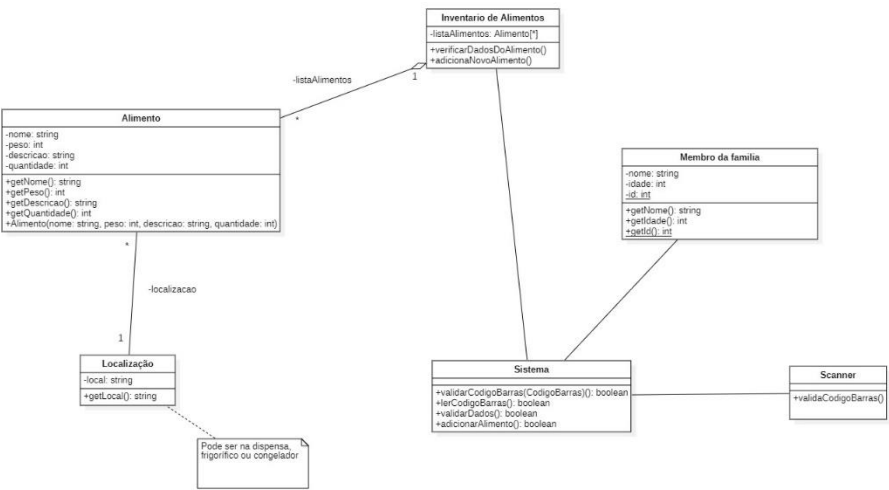 Inventario de Alimentos
-listaAlimentos: Alimento[*]
+verificarDadosDoAlimento()
+adicionaNovoAlimento()
-listaAlimentos
1
*
Alimento
-nome: string
-peso: int
-descricao: string
-quantidade: int
+getNome(): string
+getPeso(): int
+getDescricao(): string
+getQuantidade(): int
+Alimento(nome: string, peso: int, descricao: string, quantidade: int)
Membro da familia
-nome: string
-idade: int
-id: int
+getNome(): string
+getIdade(): int
+getId(): int
*
-localizacao
1
Localização
-local: string
+getLocal(): string
Pode ser na dispensa,
frigorífico ou congelador
Sistema
+validarCodigoBarras(CodigoBarras)(): boolean
+lerCodigoBarras(): boolean
+validarDados(): boolean
+adicionarAlimento(): boolean
Scanner
+validaCodigoBarras()